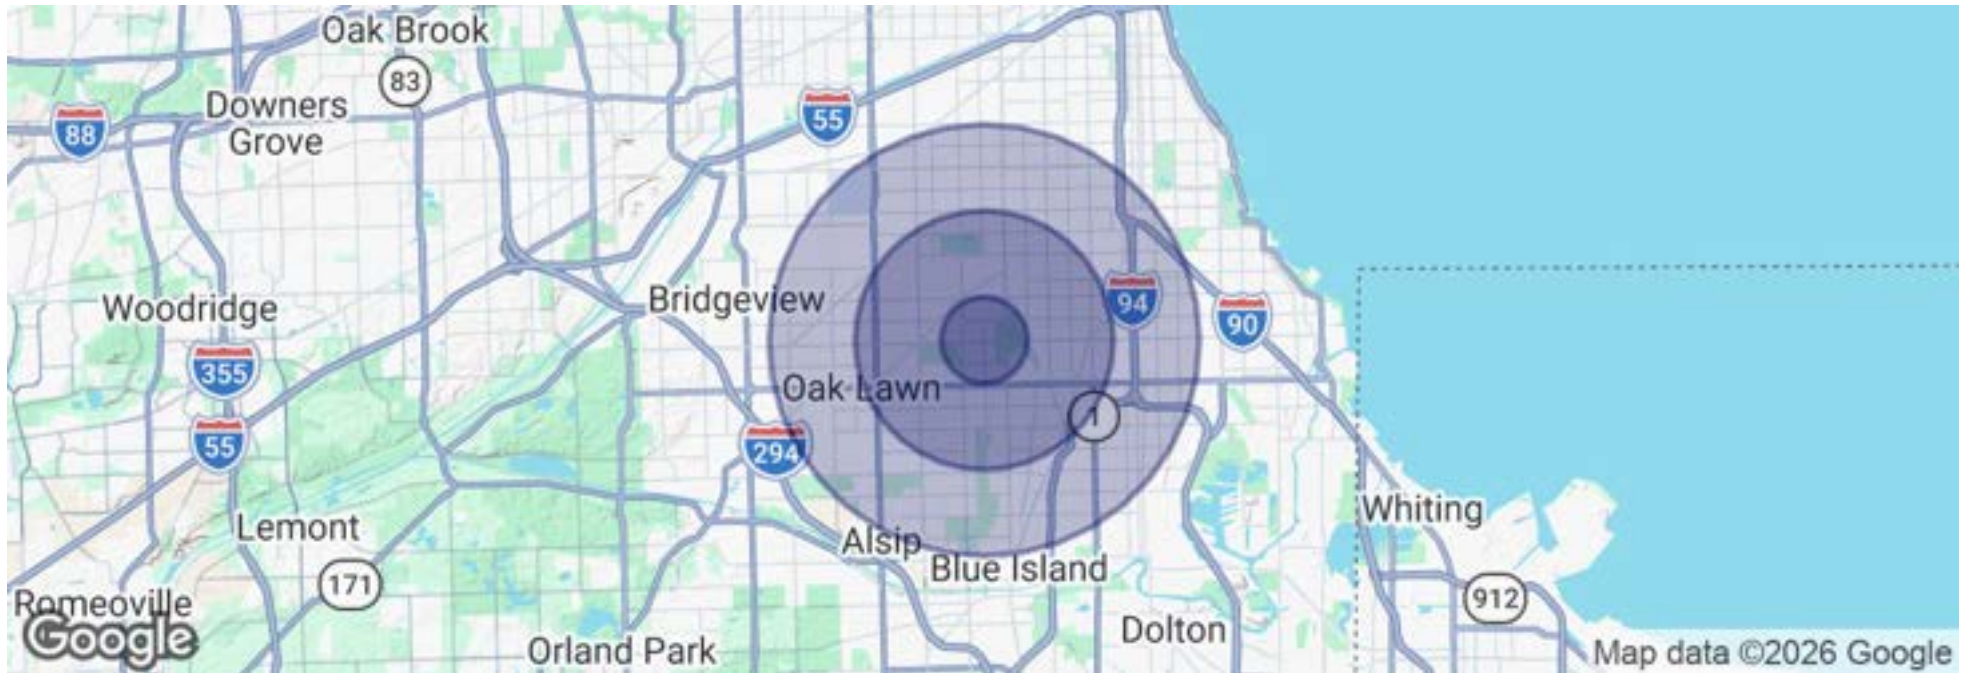 Oak Brook
83
55
88
Downers
Grove
Bridgeview
94
90
Woodridge
355
Oak Lawn
1
55
294
Whiting
Lemont
Alsip
Blue Island
171
912
Romeoville
Google
Dolton
Orland Park
Map data ©2026 Google